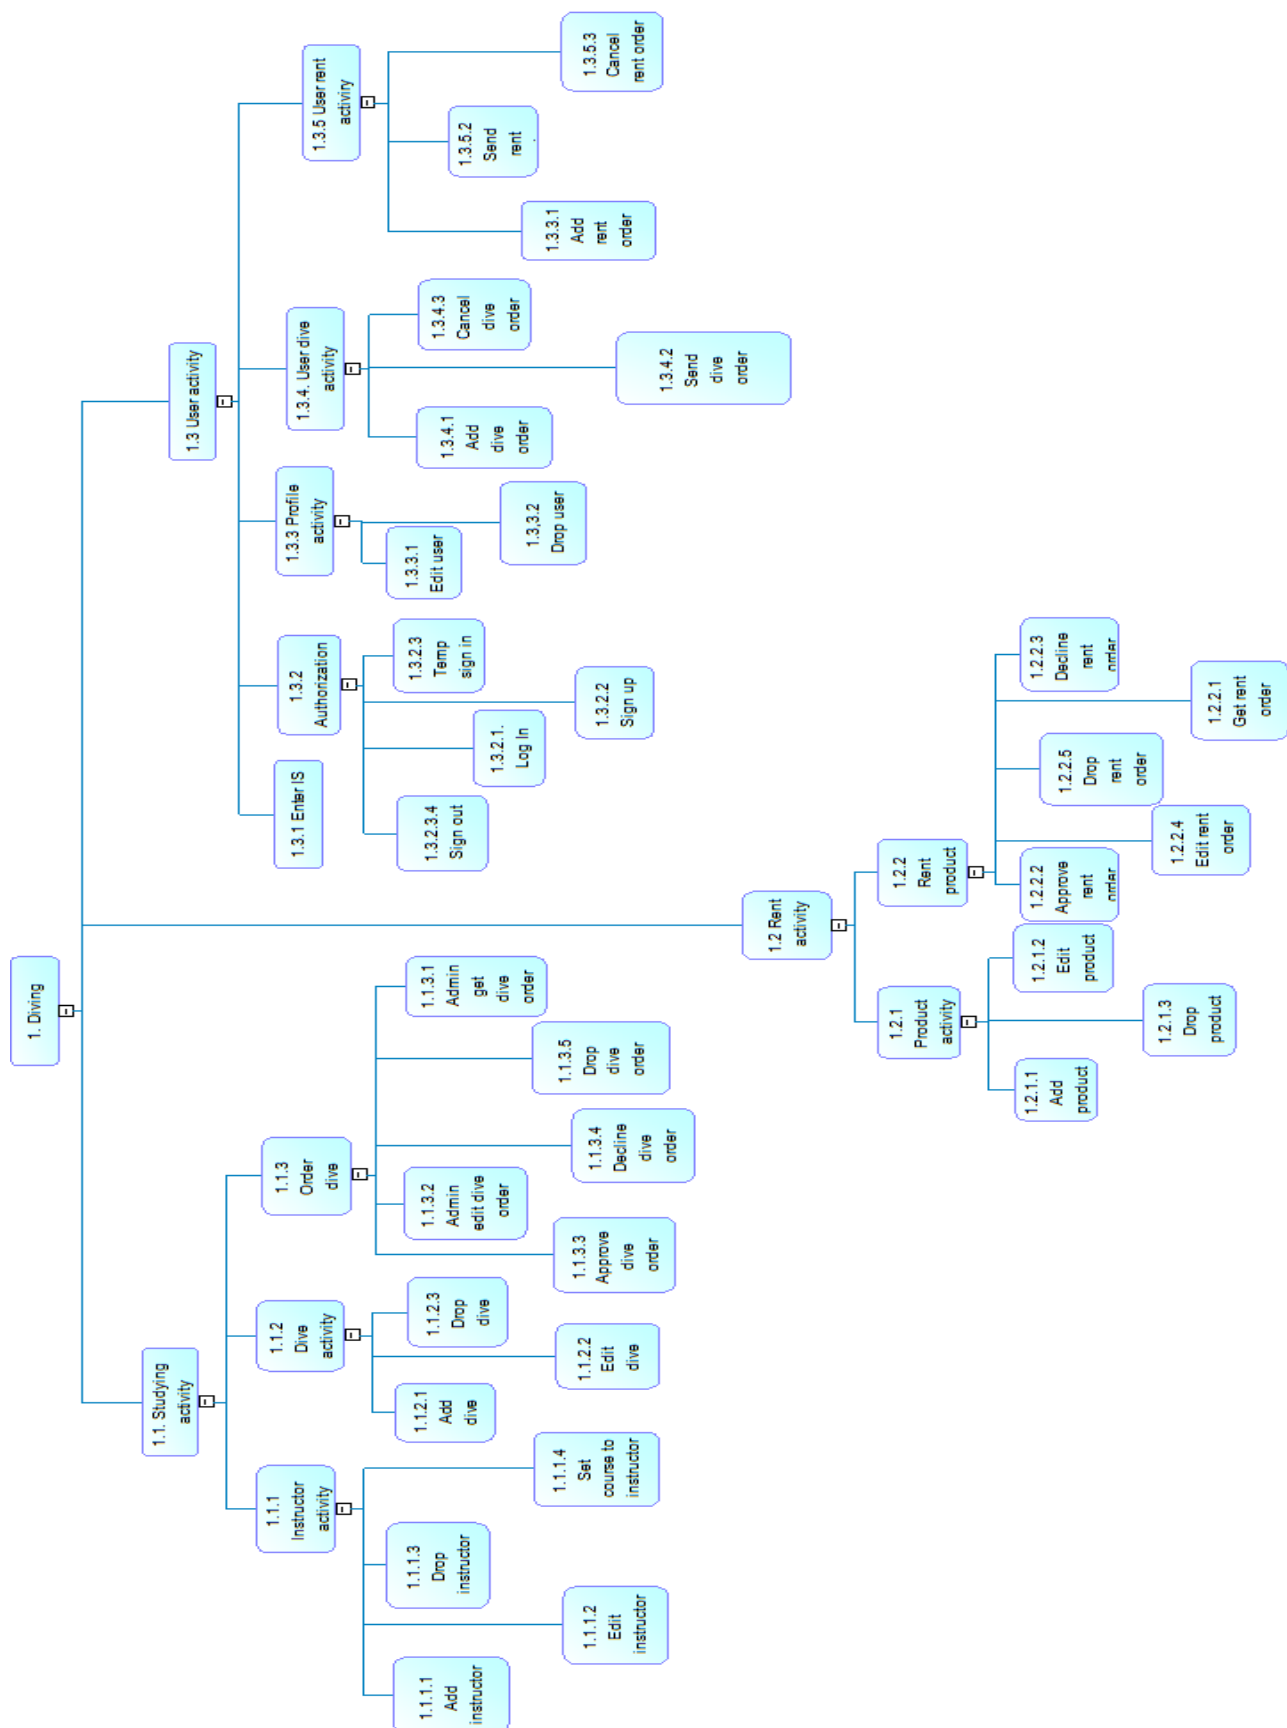 1. Diving
1.1. Studying
activity
1.1.1
Instructor
activity
1.1.1.1
Add
instructor
1.1.1.2
Edit
instructor
1.1.1.3
Drop
instructor
1.1.1.4
Set
course to
instructor
1.1.2
Dive
activity
1.1.2.1
Add
dive
1.1.2.2
Edit
dive
1.1.2.3
Drop
dive
1.1.3
Order
dive
1.1.3.3
Approve
dive
order
1.1.3.2
Admin
edit dive
order
1.1.3.4
Decline
dive
order
1.1.3.5
Drop
dive
order
1.1.3.1
Admin
get
dive
order
1.2 Rent
activity
1.2.1
Product
activity
1.2.1.1
Add
product
1.2.1.3
Drop
product
1.2.1.2
Edit
product
1.2.2
Rent
product
1.2.2.2
Approve
rent
order
1.2.2.4
Edit rent
order
1.2.2.5
Drop
rent
order
1.2.2.1
Get rent
order
1.2.2.3
Decline
rent
order
1.3 User activity
1.3.1 Enter IS
1.3.2
Authorization
1.3.2.3.4
Sign out
1.3.2.1.
Log In
1.3.2.2
Sign up
1.3.2.3
Temp
sign in
1.3.3 Profile
activity
1.3.3.1
Edit user
1.3,3.2
Drop user
1.3.4. User dive
activity
1.3.4.1
Add
dive
order
1.3.4.2
Send
dive
order
1.3.4.3
Cancel
dive
order
1.3.5 User rent
activiry
1.3.3.1
Add
rent
order
1.3.5.2
Send
rent
1.3.5.3
Cancel
rent order